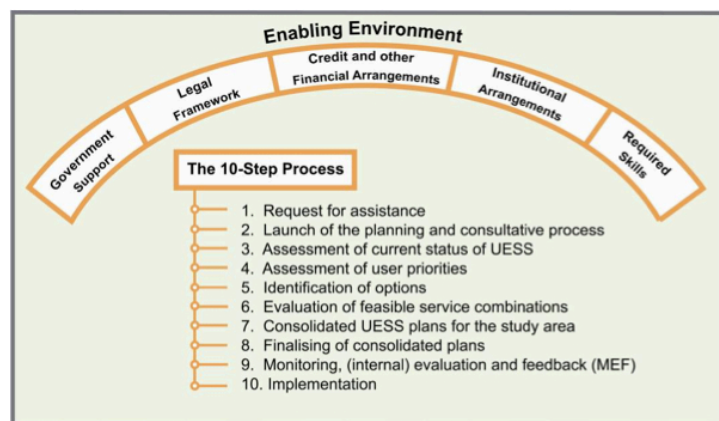 Enabling Environment
Government
Support
Legal
Framework
Credit and other
Financial Arrangements
Institutional
Arrangements
Required
Skills
The 10-Step Process
1. Request for assistance
2. Launch of the planning and consultative process
3. Assessment of current status of UESS
4. Assessment of user priorities
5. Identification of options
6. Evaluation of feasible service combinations
7. Consolidated UESS plans for the study area
8. Finalising of consolidated plans
9. Monitoring, (internal) evaluation and feedback (MEF)
10. Implementation